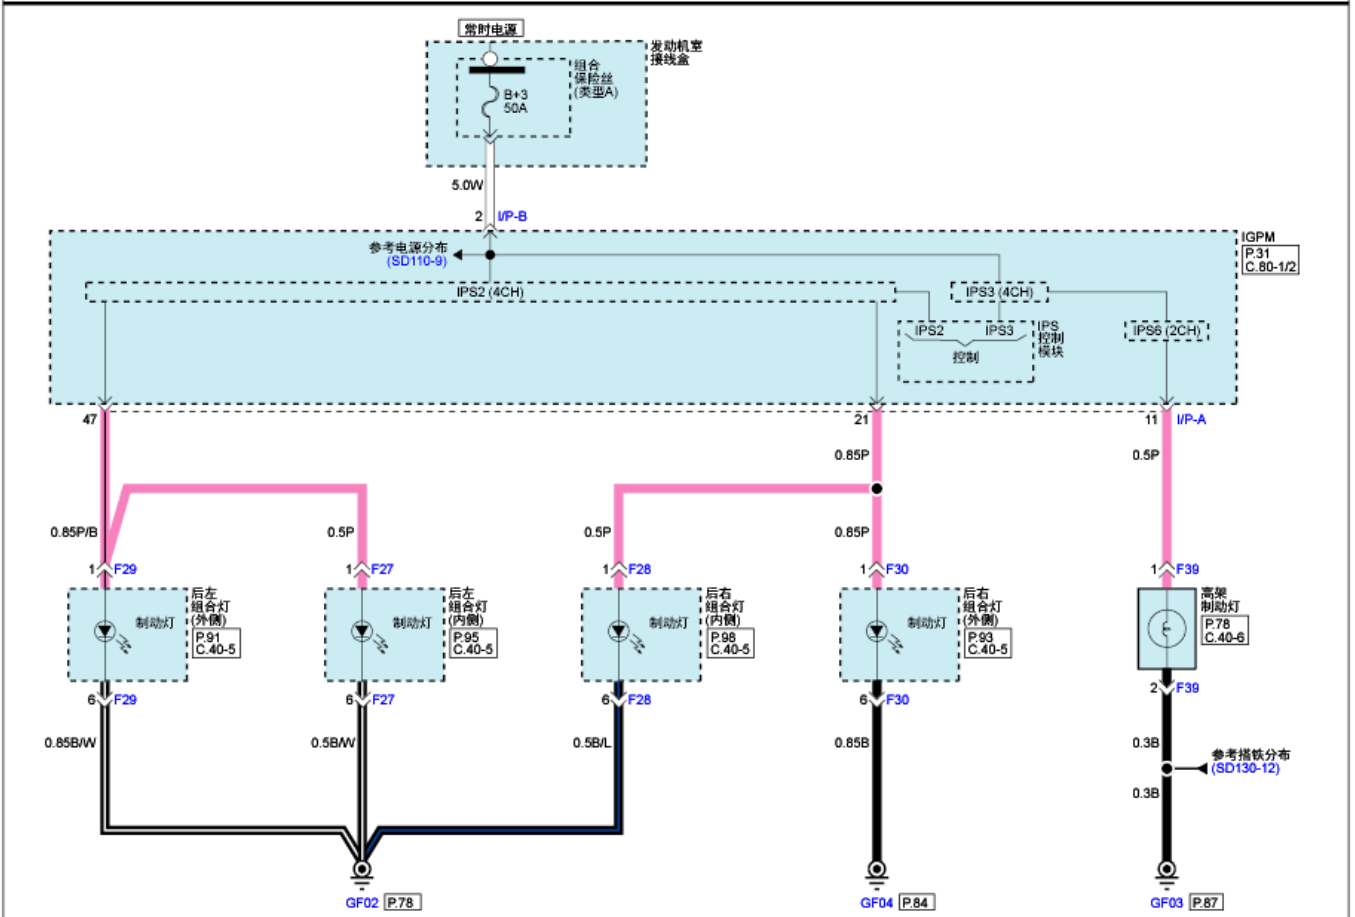 常时电源
发动机室
接线盒
组合
保险丝
(类型A)
B+3
50A
5.0W
2 I/P-B
参考电源分布
(SD110-9)
IGPM
P.31
C.80-1/2
IPS2 (4CH)
IPS3 (4CH)
IPS2 IPS3
控制
IPS
控制
模块
IPS6 (2CH)
47
21
11 I/P-A
0.85P
0.5P
0.85P/B
0.5P
0.5P
0.85P
1 F29
1 F27
1 F28
1 F30
1 F39
制动灯
后左
组合灯
(外侧)
P.91
C.40-5
制动灯
后左
组合灯
(内侧)
P.95
C.40-5
制动灯
后右
组合灯
(内侧)
P.98
C.40-5
制动灯
后右
组合灯
(外侧)
P.93
C.40-5
高架
制动灯
P.78
C.40-6
6 F29
6 F27
6 F28
6 F30
2 F39
0.85B/W
0.5B/W
0.5B/L
0.85B
0.3B
参考搭铁分布
(SD130-12)
0.3B
GF02 P.78
GF04 P.84
GF03 P.87